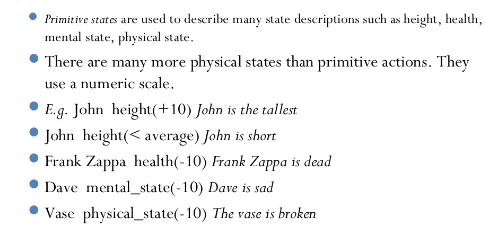 Primitive states are used to describe many state descriptions such as height, health,
mental state, physical state.
There are many more physical states than primitive actions. They
use a numeric scale.
E.g. John height(+10) John is the tallest
John height(< average) John is short
Frank Zappa health(-10) Frank Zappa is dead
Dave mental_state(-10) Dave is sad
Vase physical_state(-10) The vase is broken